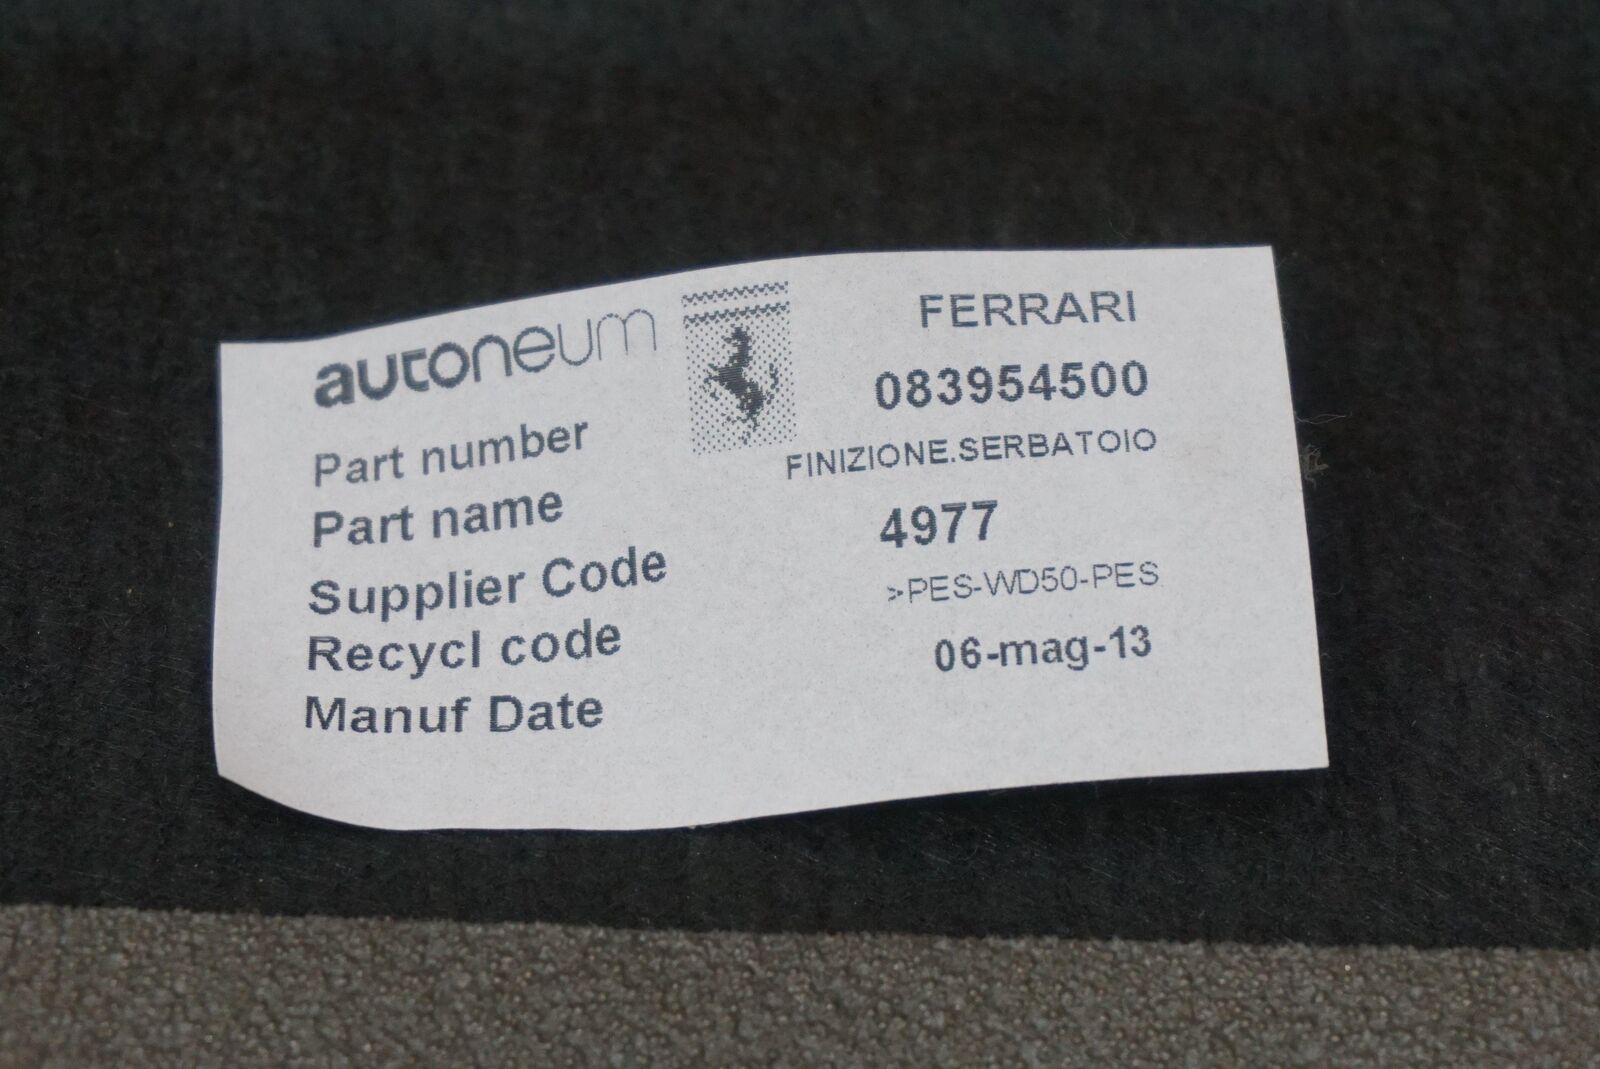 autoneum FERRARI
Part number 083954500
Part name FINIZIONE.SERBATOIO
Supplier Code 4977
Recycl code >PES-WD50-PES
Manuf Date 06-mag-13